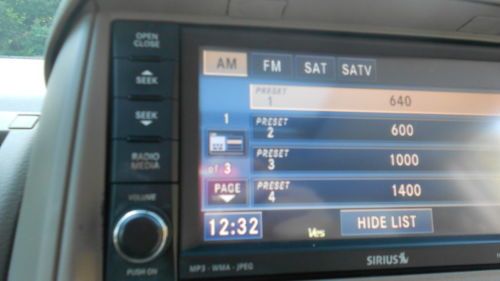 OPEN
CLOSE
SEEK
SEEK
RADIO
MEDIA
VOLUME
PUSH ON
AM FM SAT SATV
PRESET
1 640
PRESET
2 600
PRESET
3 1000
PRESET
4 1400
1
of 3
PAGE
12:32
Yes
HIDE LIST
MP3 - WMA - JPEG
SIRIUS